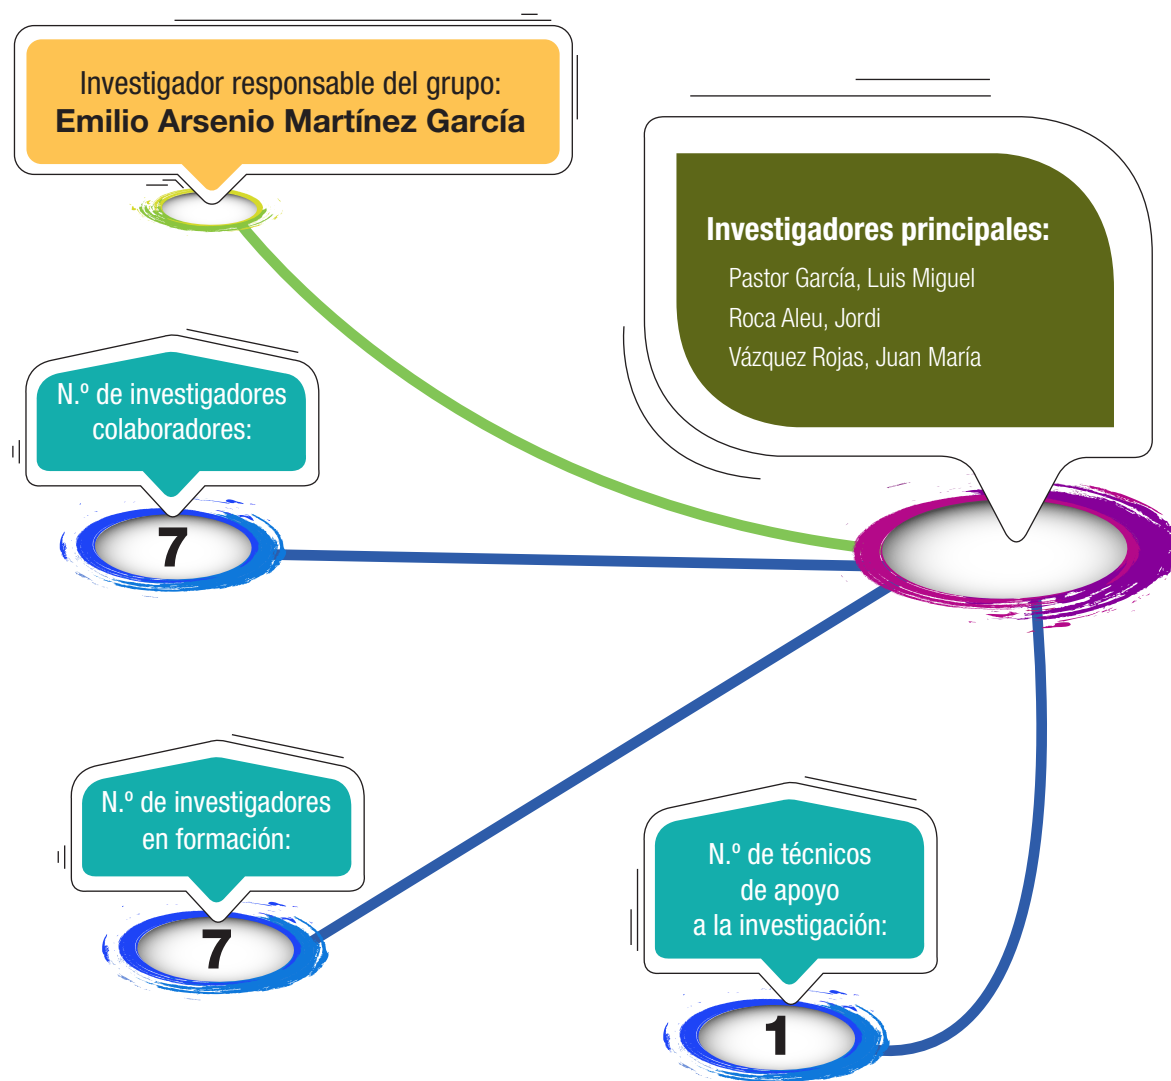 Investigador responsable del grupo:
Emilio Arsenio Martínez García
Investigadores principales:
Pastor García, Luis Miguel
Roca Aleu, Jordi
Vázquez Rojas, Juan María
N.º de investigadores
colaboradores:
7
N.º de investigadores
en formación:
7
N.º de técnicos
de apoyo
a la investigación:
1